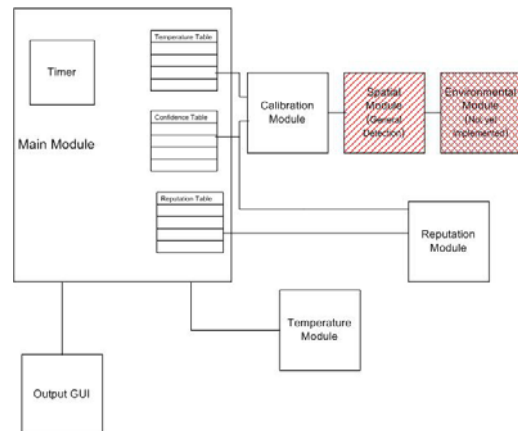 Temperature Table
Timer
Confidence Table
Main Module
Reputation Table
Calibration
Module
Spatial
Module
(General
Detection)
Environmental
Module
(Not yet
implemented)
Reputation
Module
Temperature
Module
Output GUI